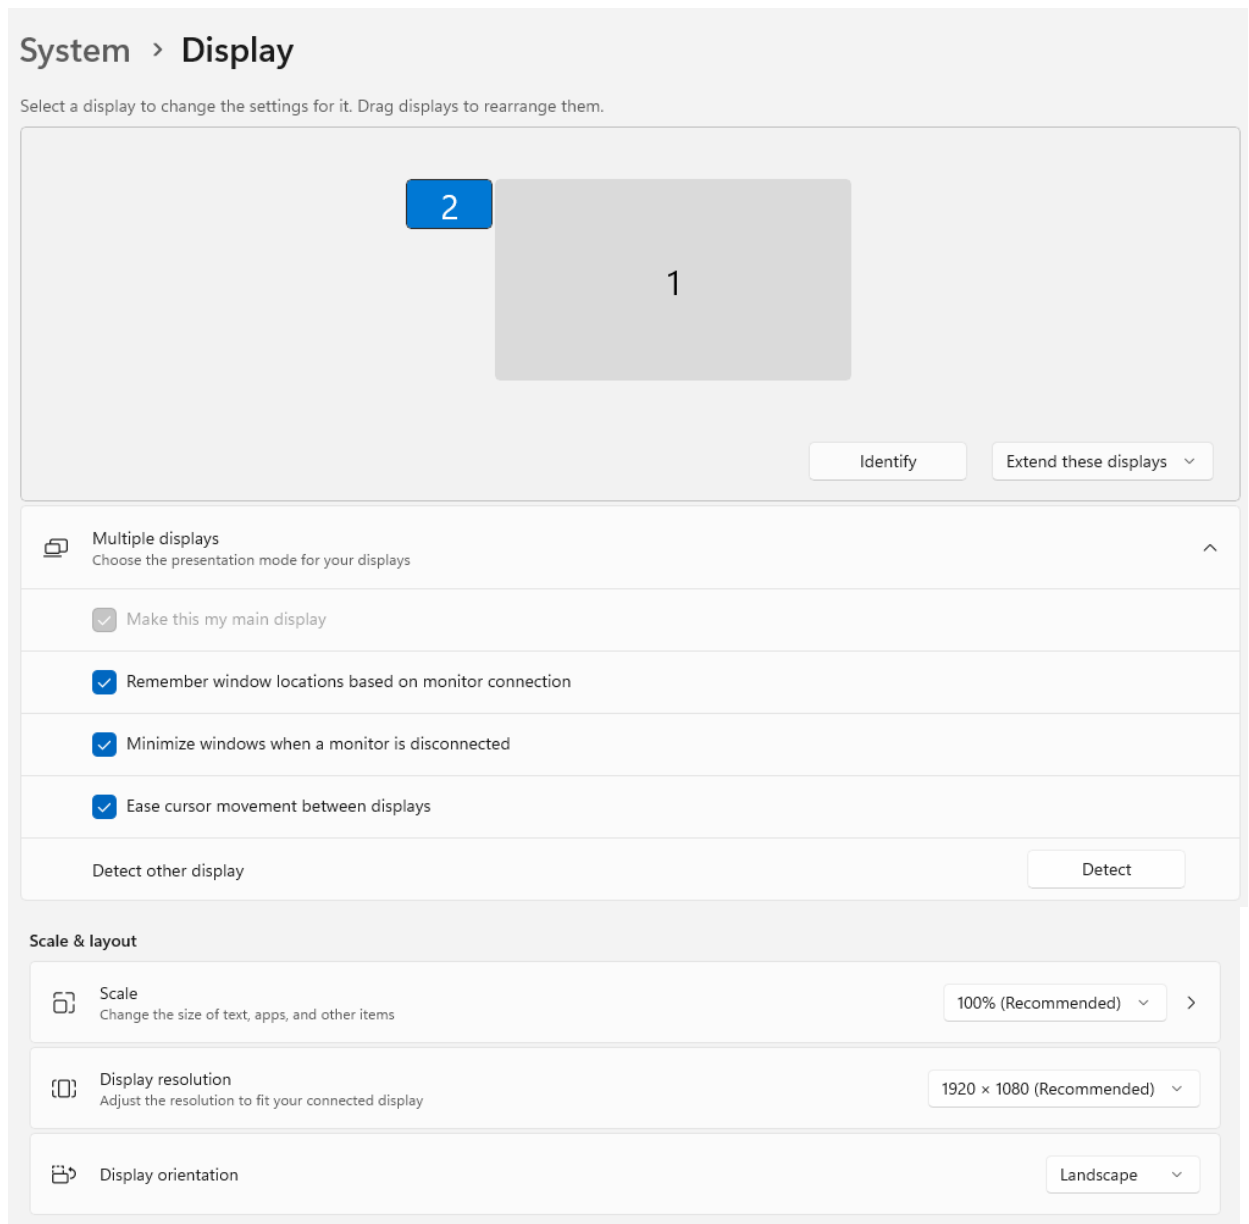 System > Display
Select a display to change the settings for it. Drag displays to rearrange them.
2
1
Identify
Extend these displays
Multiple displays
Choose the presentation mode for your displays
Make this my main display
Remember window locations based on monitor connection
Minimize windows when a monitor is disconnected
Ease cursor movement between displays
Detect other display
Detect
Scale & layout
Scale
Change the size of text, apps, and other items
100% (Recommended)
Display resolution
Adjust the resolution to fit your connected display
1920 × 1080 (Recommended)
Display orientation
Landscape